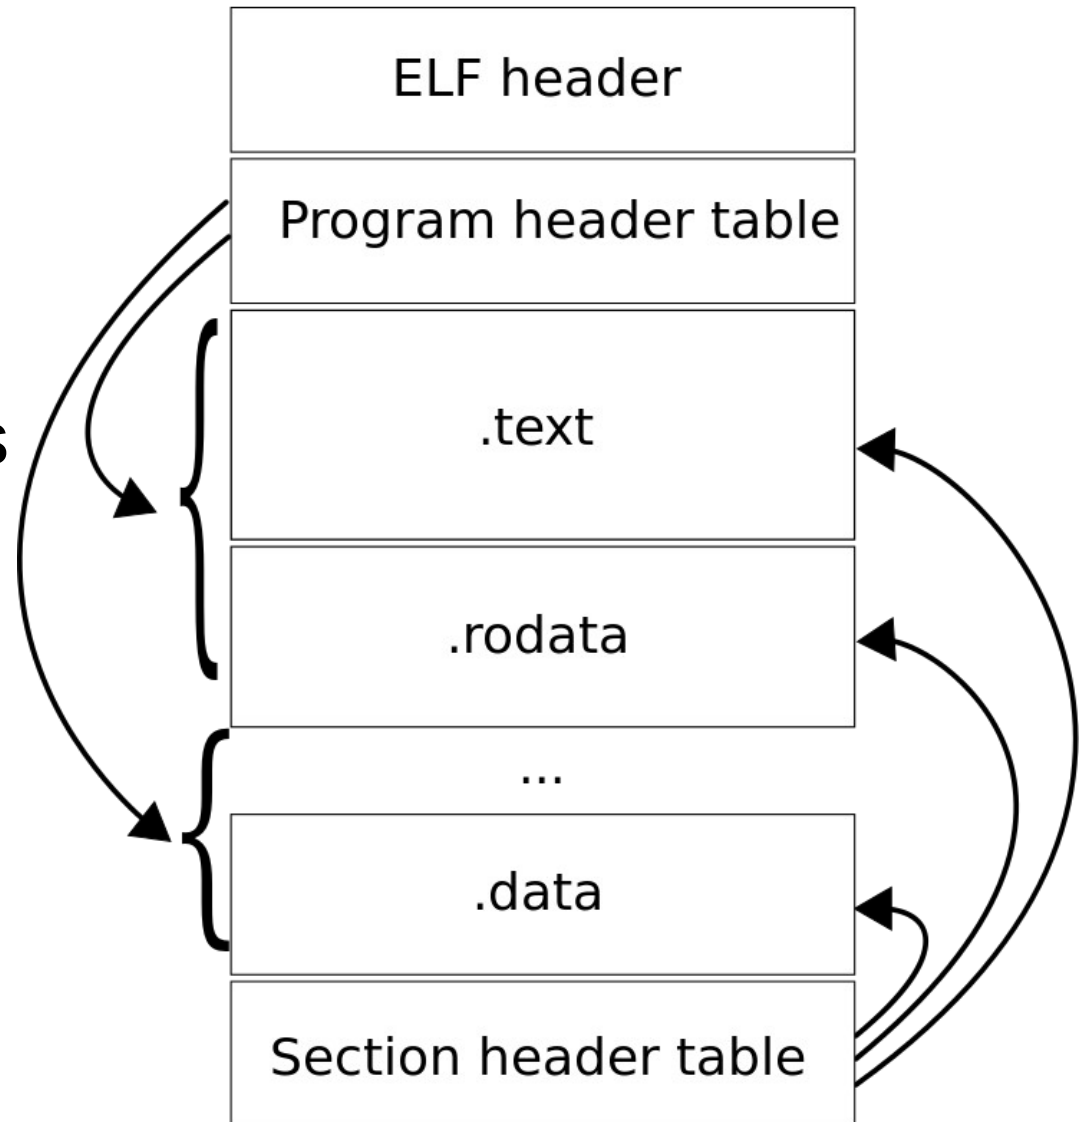 ELF header
Program header table
.text
s
.rodata
...
.data
Section header table